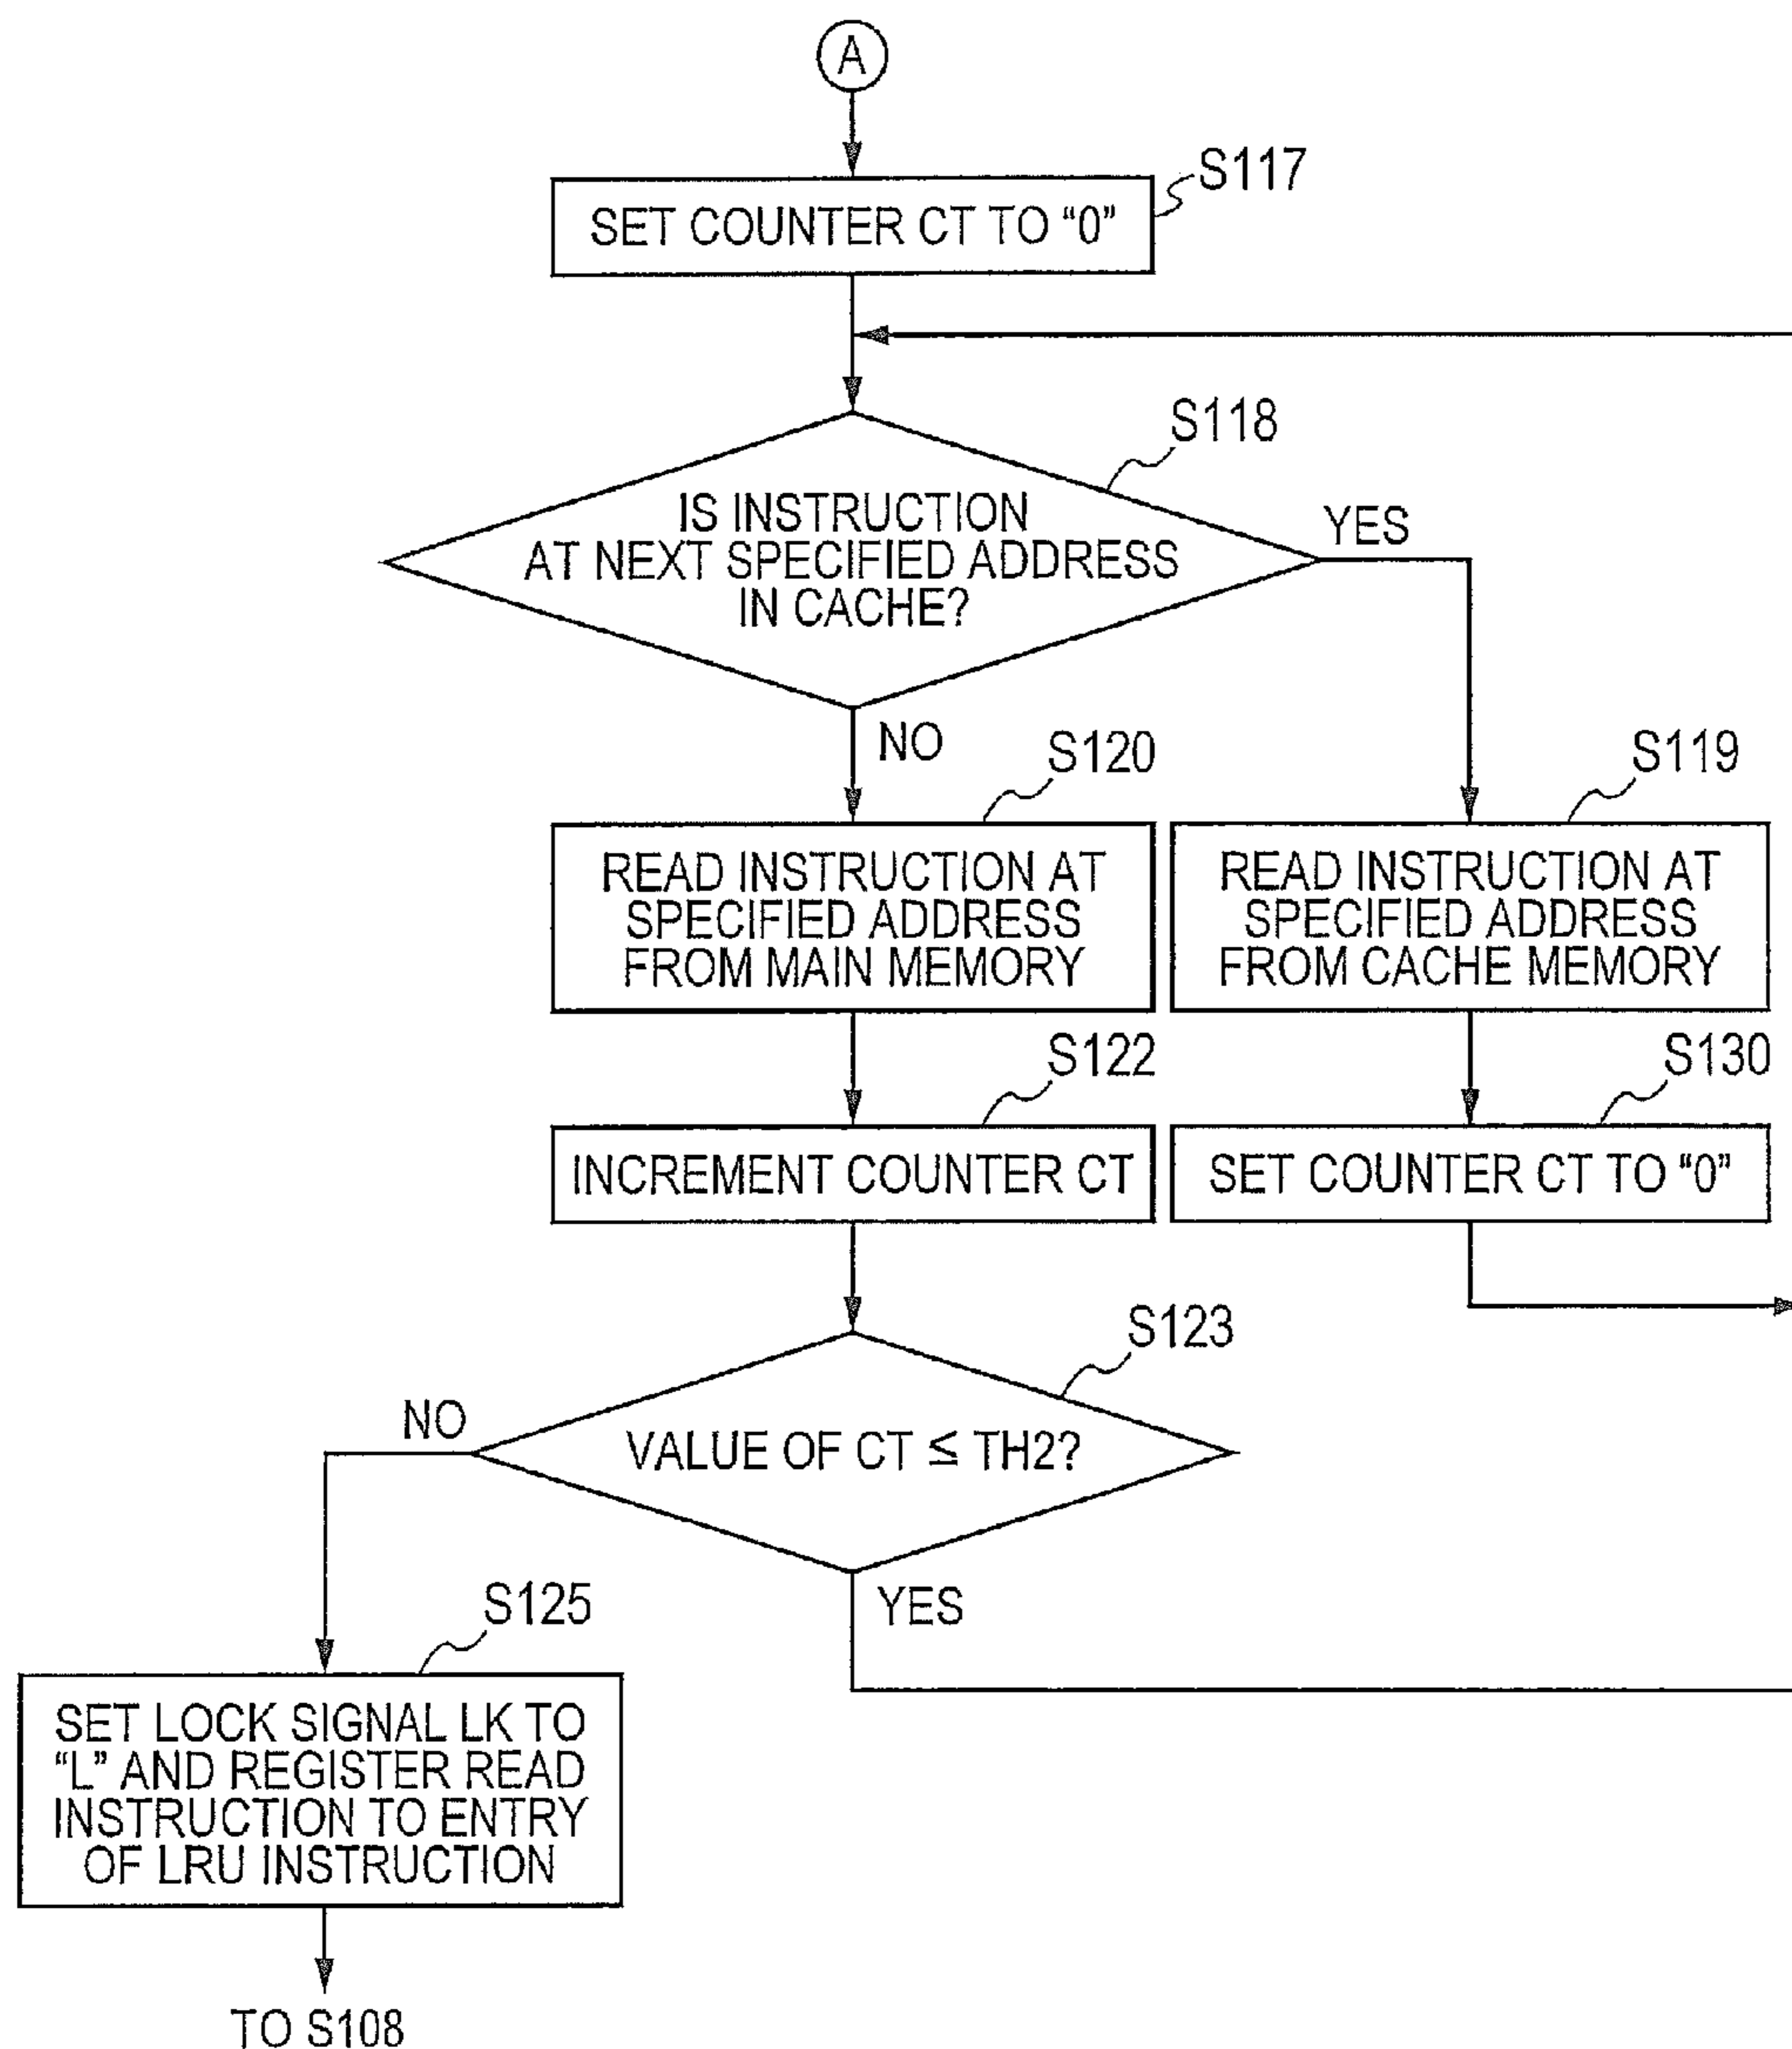 A
S117
SET COUNTER CT TO “0”
S118
IS INSTRUCTION
AT NEXT SPECIFIED ADDRESS
IN CACHE?
YES
NO
S120
S119
READ INSTRUCTION AT
SPECIFIED ADDRESS
FROM MAIN MEMORY
READ INSTRUCTION AT
SPECIFIED ADDRESS
FROM CACHE MEMORY
S122
S130
INCREMENT COUNTER CT
SET COUNTER CT TO “0”
S123
NO
VALUE OF CT ≦ TH2?
YES
S125
SET LOCK SIGNAL LK TO
“L” AND REGISTER READ
INSTRUCTION TO ENTRY
OF LRU INSTRUCTION
TO S108